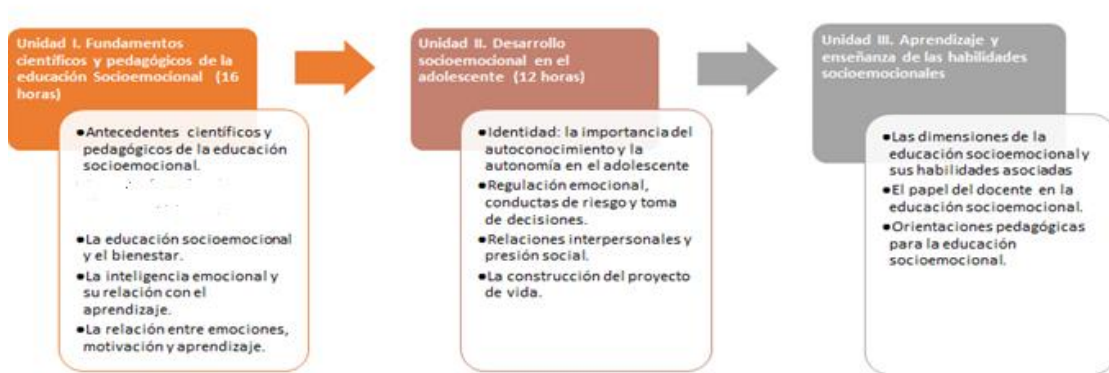 Unidad I. Fundamentos
científicos y pedagógicos de la
educación Socioemocional (16
horas)
●Antecedentes científicos y
pedagógicos de la educación
socioemocional.
●La educación socioemocional
y el bienestar.
●La inteligencia emocional y
su relación con el
aprendizaje.
●La relación entre emociones,
motivación y aprendizaje.
Unidad II. Desarrollo
socioemocional en el
adolescente (12 horas)
●Identidad: la importancia del
autoconocimiento y la
autonomía en el adolescente
●Regulación emocional,
conductas de riesgo y toma
de decisiones.
●Relaciones interpersonales y
presión social.
●La construcción del proyecto
de vida.
Unidad III. Aprendizaje y
enseñanza de las habilidades
socioemocionales
●Las dimensiones de la
educación socioemocional y
sus habilidades asociadas
●El papel del docente en la
educación socioemocional.
●Orientaciones pedagógicas
para la educación
socioemocional.